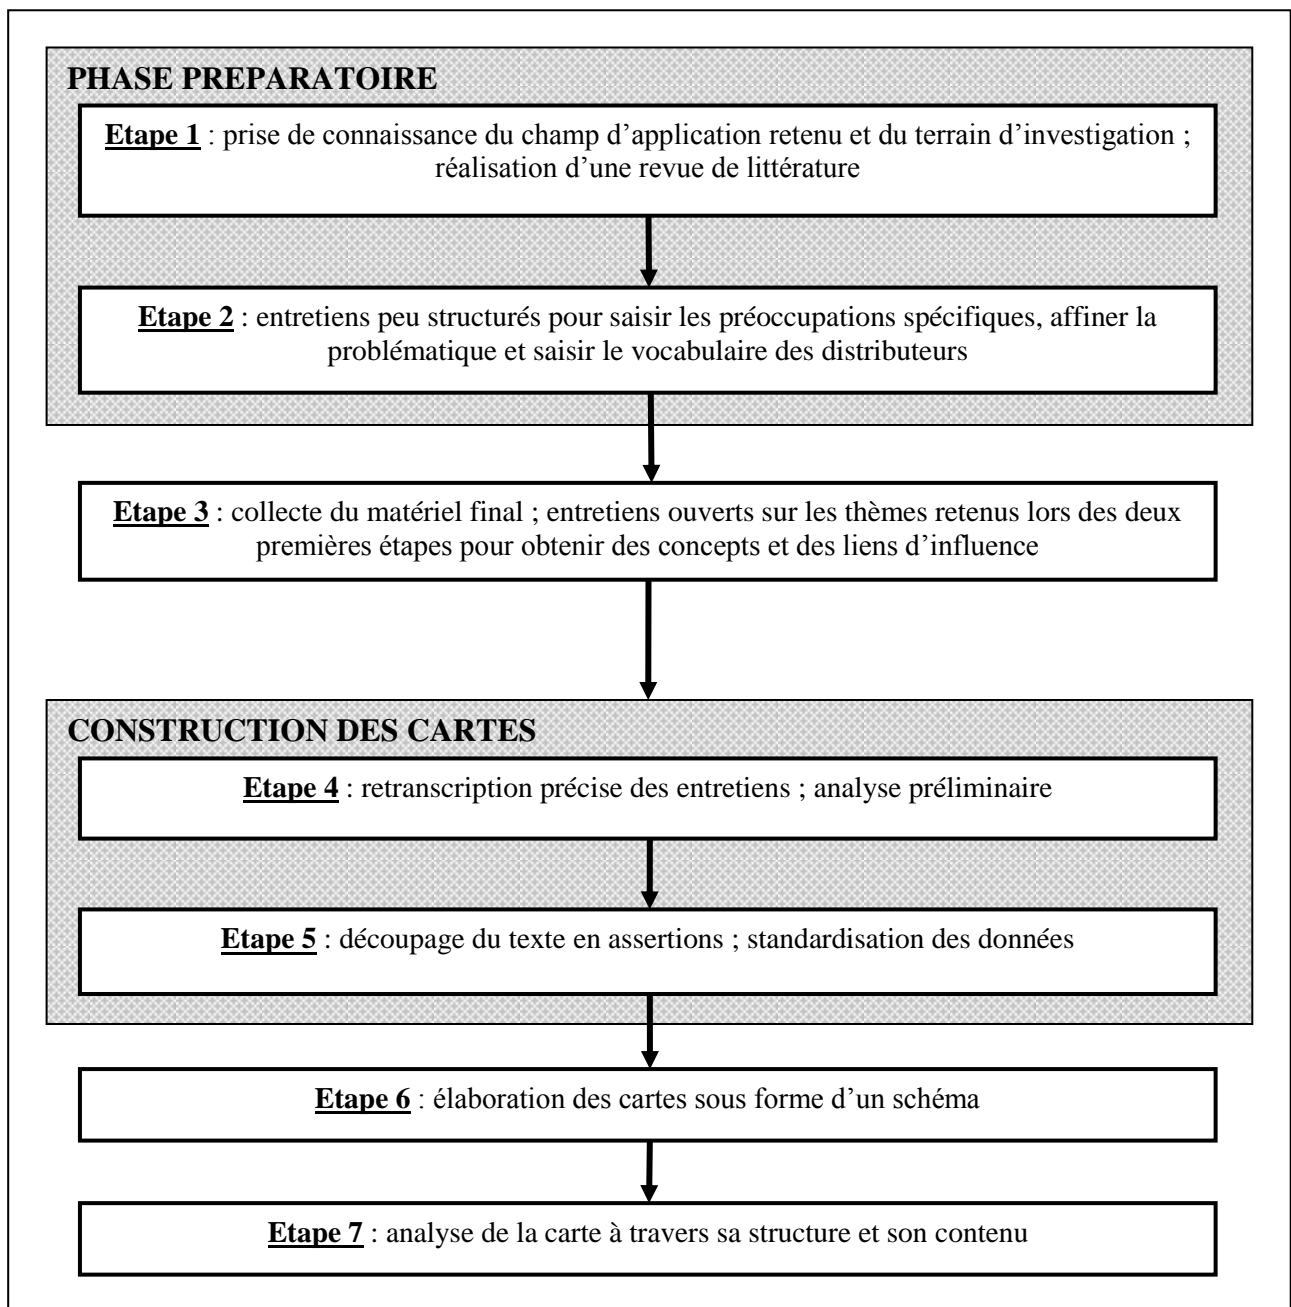 PHASE PREPARATOIRE
Etape 1 : prise de connaissance du champ d’application retenu et du terrain d’investigation ;
réalisation d’une revue de littérature
Etape 2 : entretiens peu structurés pour saisir les préoccupations spécifiques, affiner la
problématique et saisir le vocabulaire des distributeurs
Etape 3 : collecte du matériel final ; entretiens ouverts sur les thèmes retenus lors des deux
premières étapes pour obtenir des concepts et des liens d’influence
CONSTRUCTION DES CARTES
Etape 4 : retranscription précise des entretiens ; analyse préliminaire
Etape 5 : découpage du texte en assertions ; standardisation des données
Etape 6 : élaboration des cartes sous forme d’un schéma
Etape 7 : analyse de la carte à travers sa structure et son contenu